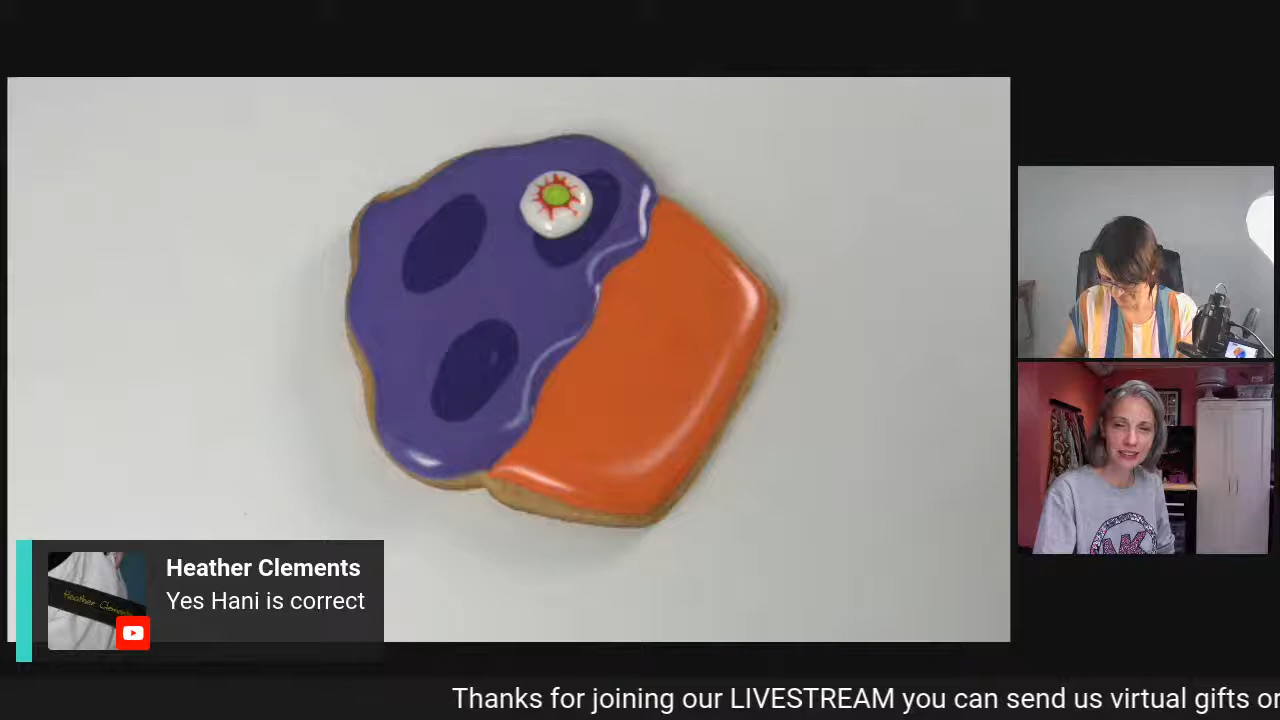 Heather Clements
Yes Hani is correct
Thanks for joining our LIVESTREAM you can send us virtual gifts or